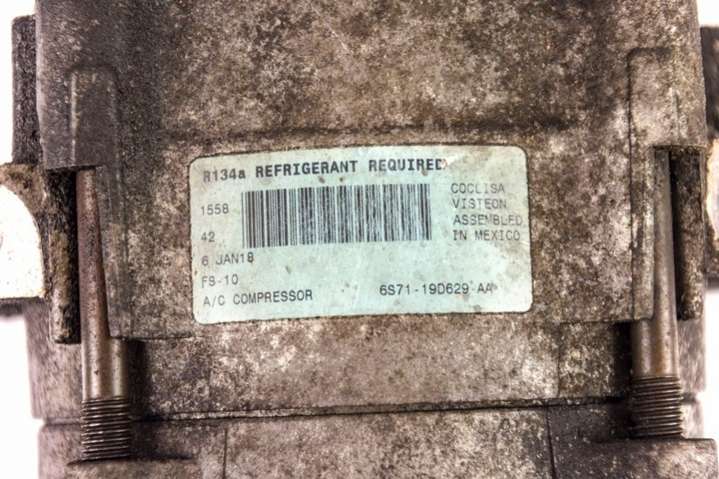 R134a REFRIGERANT REQUIRED
1558
42
COCLISA
VISTEON
ASSEMBLED
IN MEXICO
6 JAN18
FS-10
A/C COMPRESSOR
6S71-19D629 AA